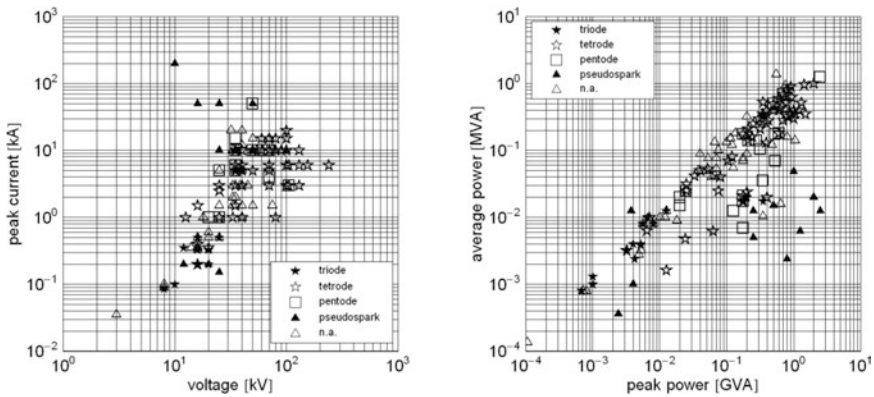 10³
10²
10¹
10⁰
10⁻¹
10⁻²
peak current [kA]
10⁰
10¹
10²
10³
voltage [kV]
triode
tetrode
pentode
pseudospark
n.a.
10¹
10⁰
10⁻¹
10⁻²
10⁻³
10⁻⁴
average power [MVA]
10⁻⁴
10⁻³
10⁻²
10⁻¹
10⁰
10¹
peak power [GVA]
triode
tetrode
pentode
pseudospark
n.a.